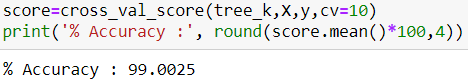 score=cross_val_score(tree_k,X,y,cv=10)
print('% Accuracy :', round(score.mean()*100,4))
% Accuracy : 99.0025